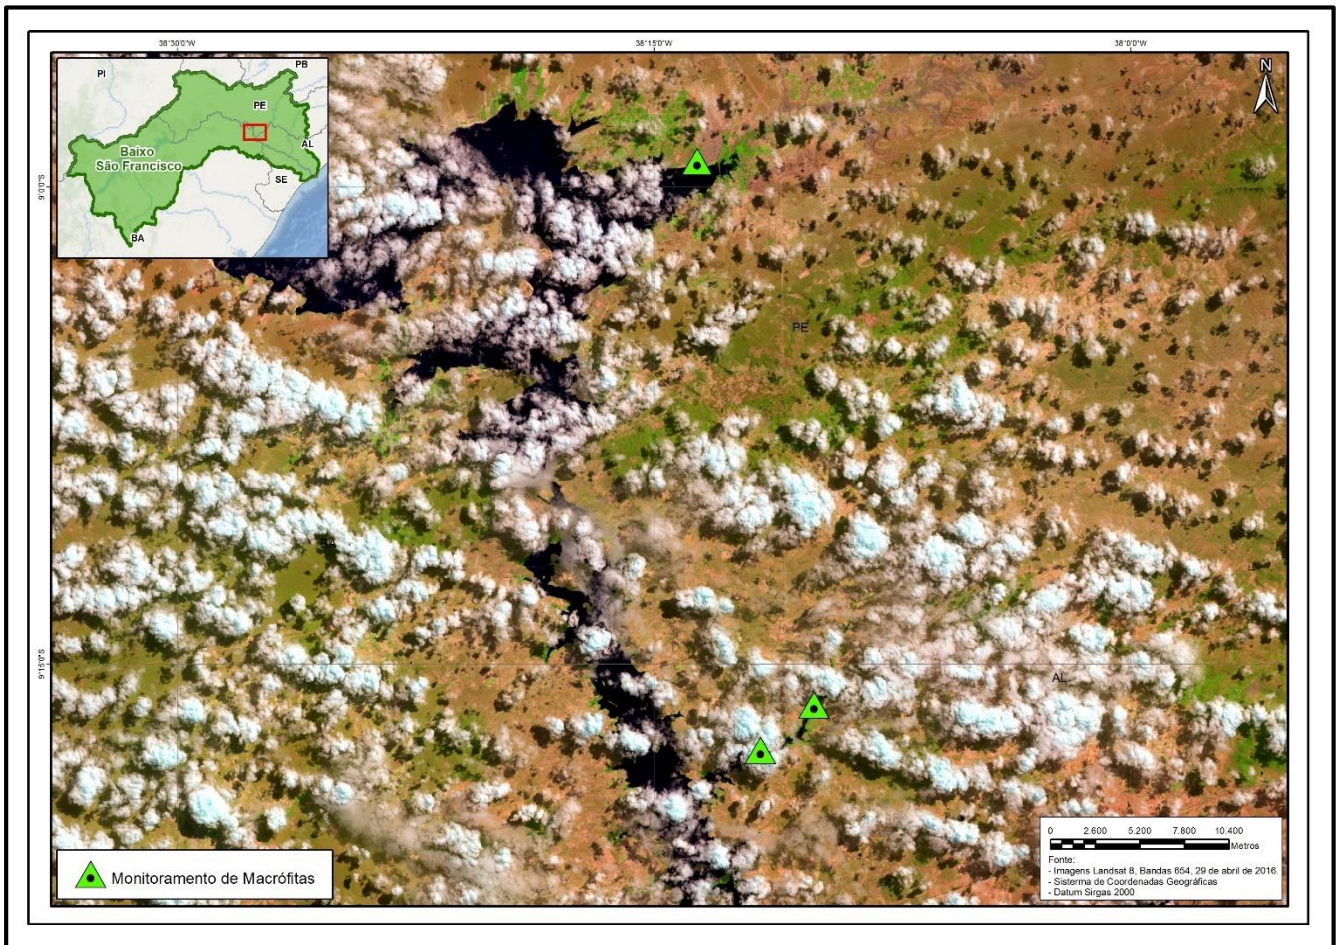 38°30'0"W
38°15'0"W
38°0'0"W
N
PI
PB
PE
AL
Baixo
São Francisco
SE
BA
9°0'0"S
PE
BA
9°15'0"S
AL
0 2.600 5.200 7.800 10.400
Metros
Fonte:
- Imagens Landsat 8, Bandas 654, 29 de abril de 2016.
- Sisterma de Coordenadas Geográficas
- Datum Sirgas 2000
Monitoramento de Macrófitas